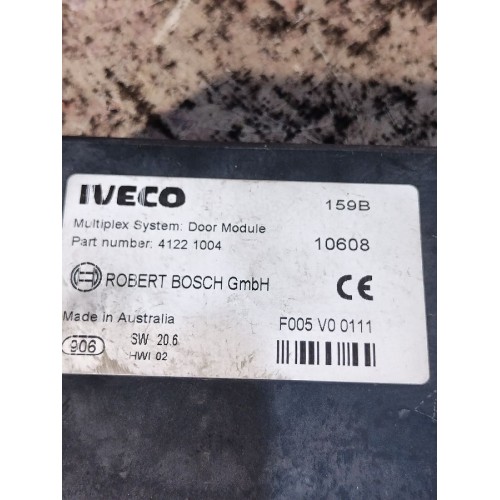 IVECO 159B
Multiplex System: Door Module
Part number: 4122 1004 10608
ROBERT BOSCH GmbH CE
Made in Australia F005 V0 0111
906 SW 20.6
HWI 02